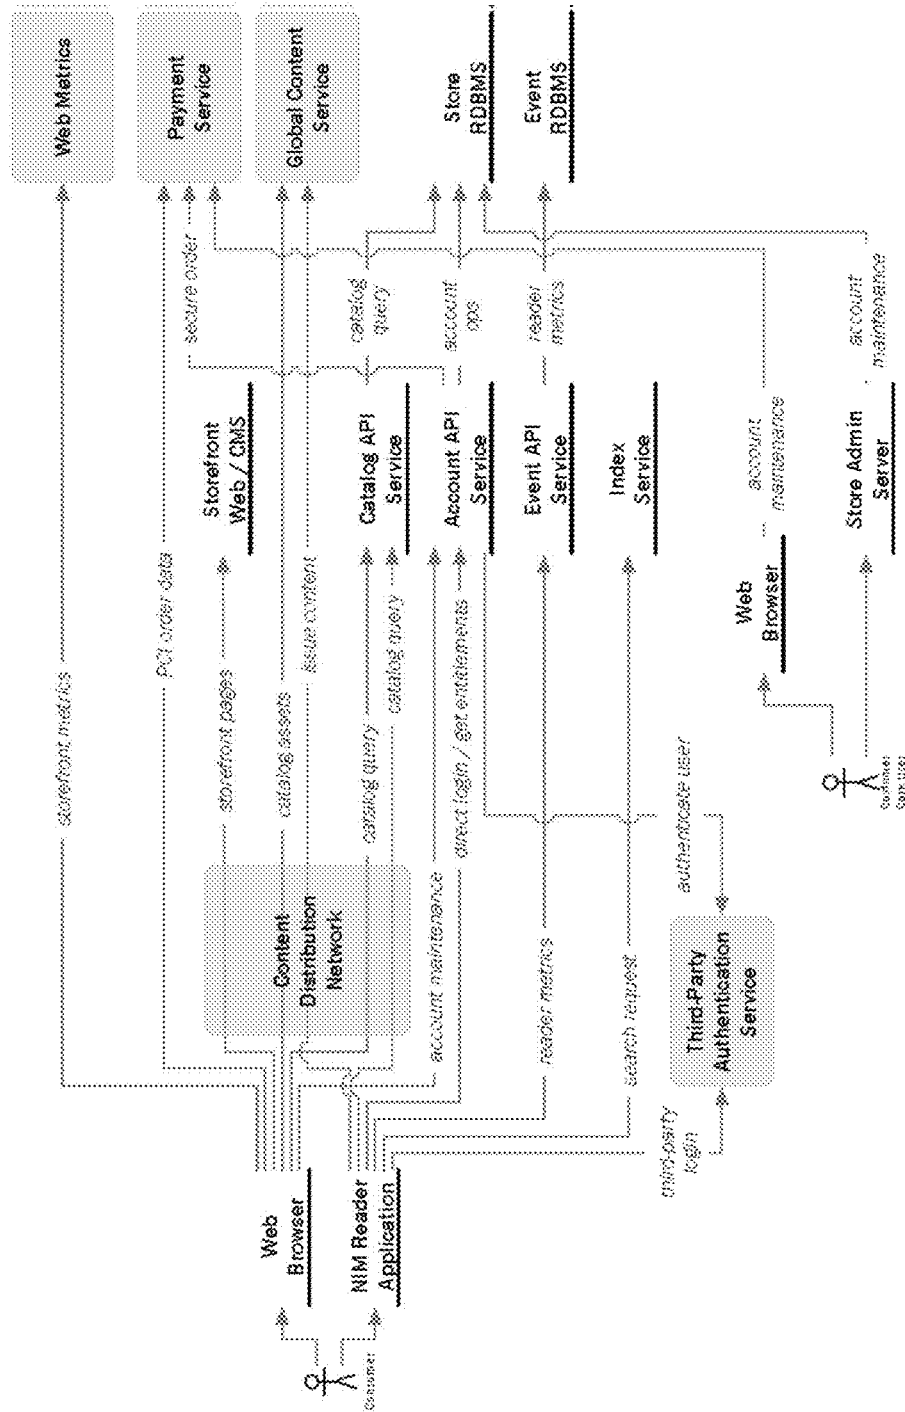 Web Metrics
Payment
Service
Global Content
Service
Store
RDBMS
Event
RDBMS
secure order
catalog
query
account
ops
reader
metrics
account
maintenance
Storefront
Web / CMS
Catalog API
Service
Account API
Service
Event API
Service
Index
Service
account
maintenance
Store Admin
Server
storefront metrics
PCI order data
storefront pages
catalog assets
issue content
catalog query
catalog query
account maintenance
direct login / get entitlements
reader metrics
search request
authenticate user
Web
Browser
Content
Distribution
Network
Third-Party
Authentication
Service
third-party
login
Web
Browser
NIM Reader
Application
Consumer
Customer
Care User